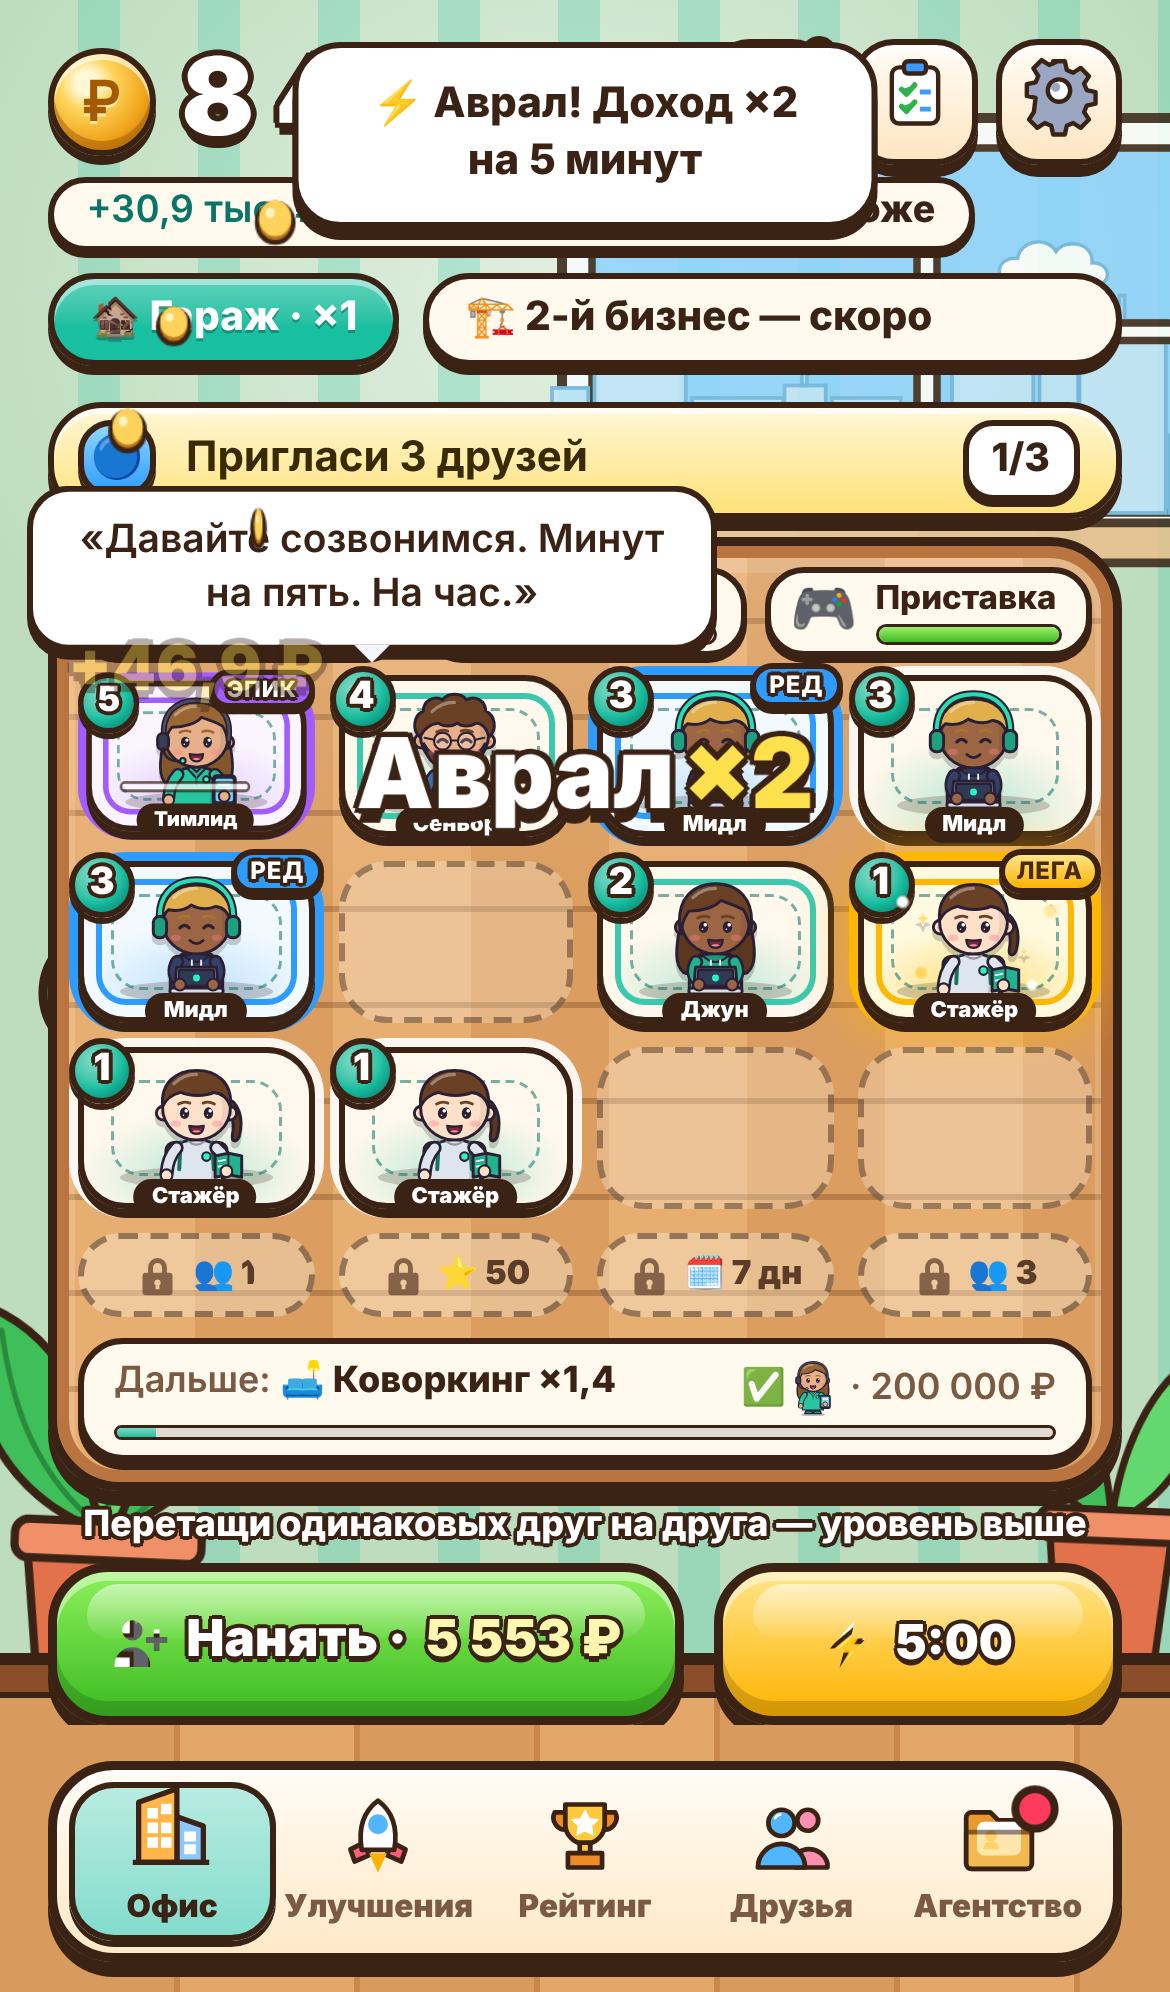 ₽ 8
⚡ Аврал! Доход ×2
на 5 минут
+30,9
Гараж · ×1
2-й бизнес — скоро
Пригласи 3 друзей
1/3
«Давайте созвонимся. Минут
на пять. На час.»
Приставка
+46,9 ₽
5 ЭПИК Тимлид
4 Сеньор
3 РЕД Мидл
3 Мидл
Аврал ×2
3 РЕД Мидл
2 Джун
1 ЛЕГА Стажёр
1 Стажёр
1 Стажёр
1
50
7 дн
3
Дальше: Коворкинг ×1,4
· 200 000 ₽
Перетащи одинаковых друг на друга — уровень выше
Нанять · 5 553 ₽
5:00
Офис
Улучшения
Рейтинг
Друзья
Агентство